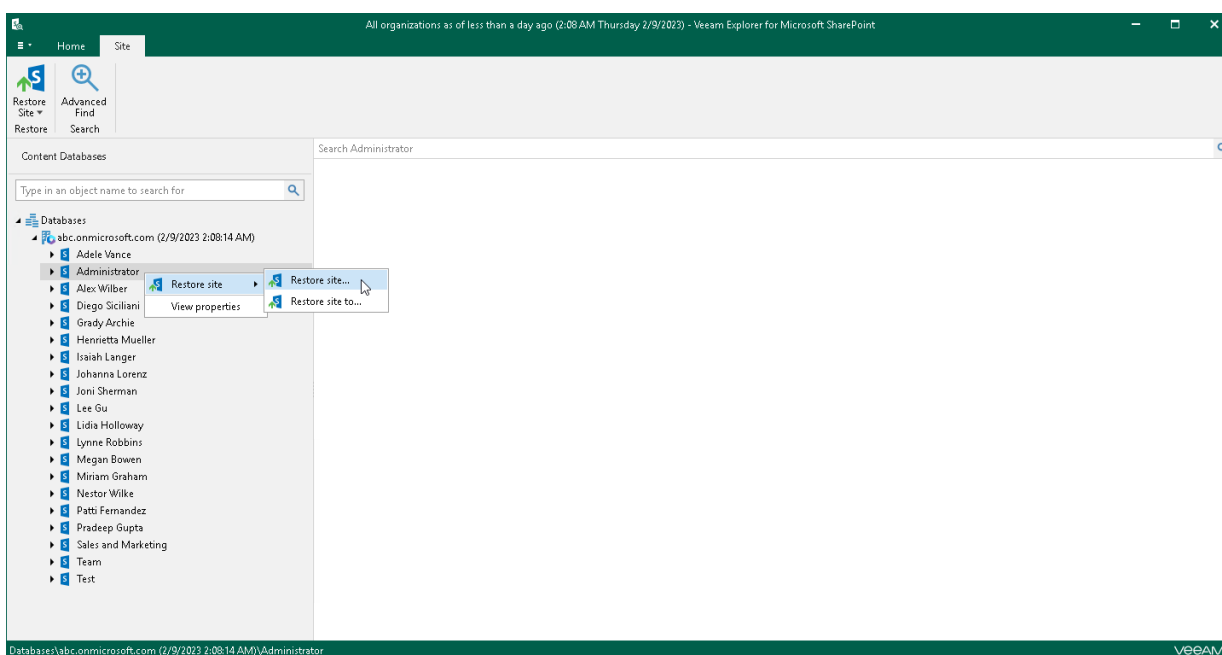 All organizations as of less than a day ago (2:08 AM Thursday 2/9/2023) - Veeam Explorer for Microsoft SharePoint
Home Site
Restore Site
Advanced Find
Restore Search
Content Databases
Search Administrator
Type in an object name to search for
Databases
abc.onmicrosoft.com (2/9/2023 2:08:14 AM)
Adele Vance
Administrator
Alex Wilber
Diego Siciliani
Grady Archie
Henrietta Mueller
Isaiah Langer
Johanna Lorenz
Joni Sherman
Lee Gu
Lidia Holloway
Lynne Robbins
Megan Bowen
Miriam Graham
Nestor Wilke
Patti Fernandez
Pradeep Gupta
Sales and Marketing
Team
Test
Restore site
View properties
Restore site...
Restore site to...
Databases\abc.onmicrosoft.com (2/9/2023 2:08:14 AM)\Administrator
veeam